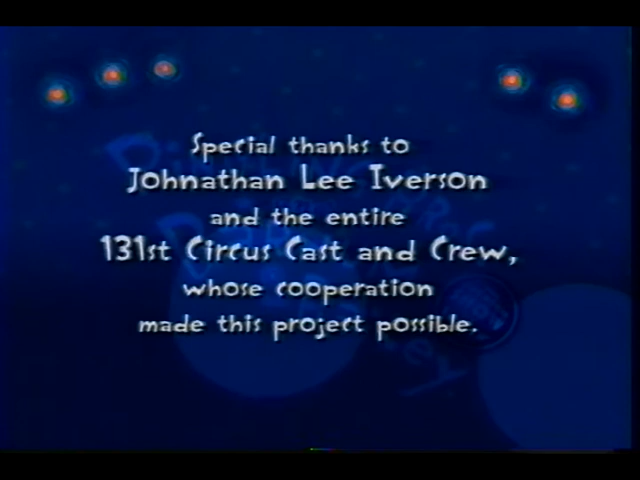 Special thanks to
Johnathan Lee Iverson
and the entire
131st Circus Cast and Crew,
whose cooperation
made this project possible.